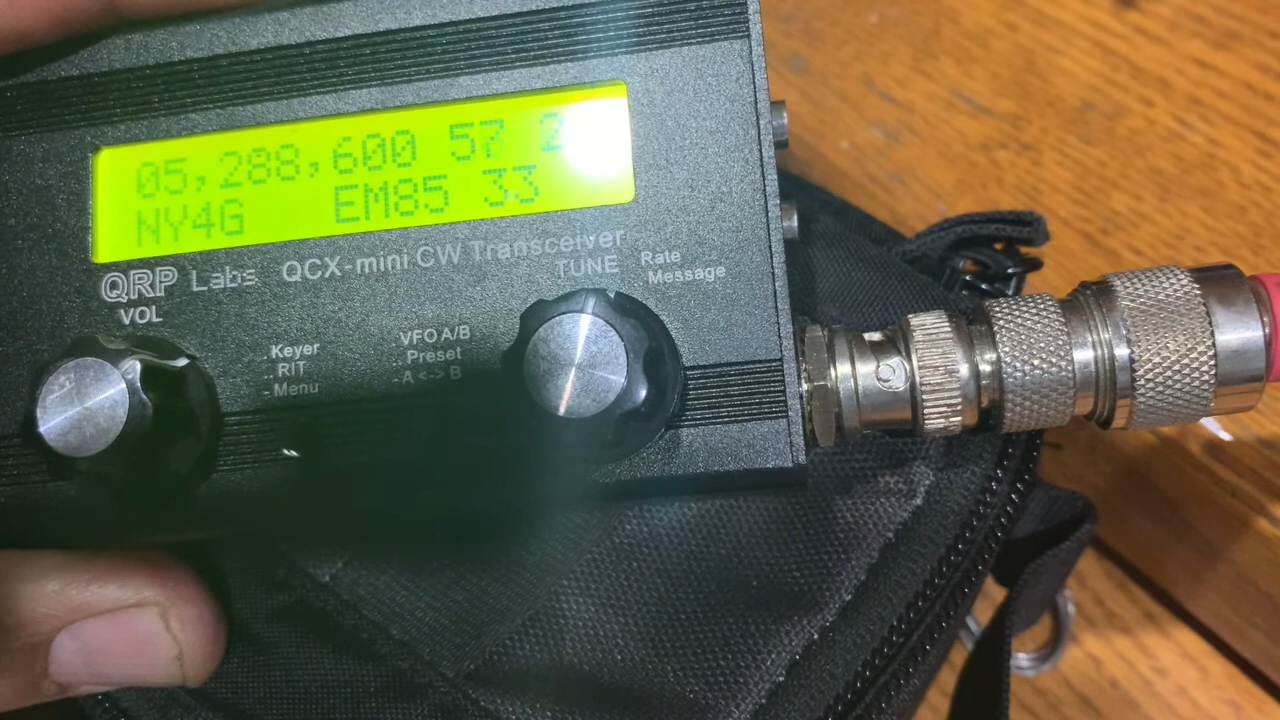 05,288,600 57 2
NY4G EM85 33
QRP Labs QCX-mini CW Transceiver
VOL
TUNE
Rate
Message
Keyer
RIT
Menu
VFO A/B
Preset
A <-> B